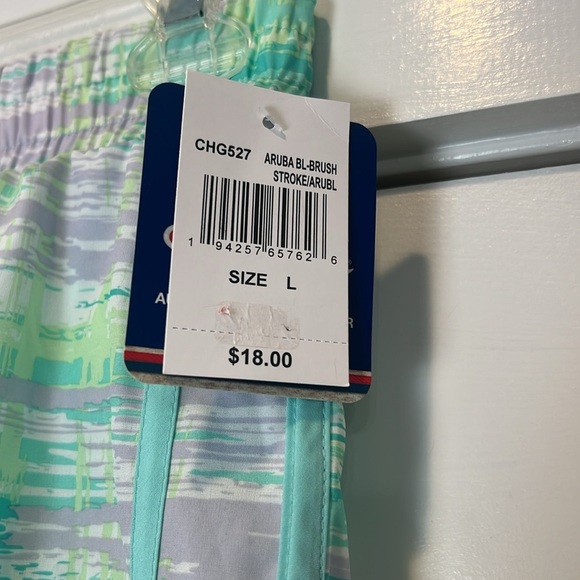 CHG527 ARUBA BL-BRUSH
STROKE/ARUBL
1 94257 65762 6
SIZE L
$18.00